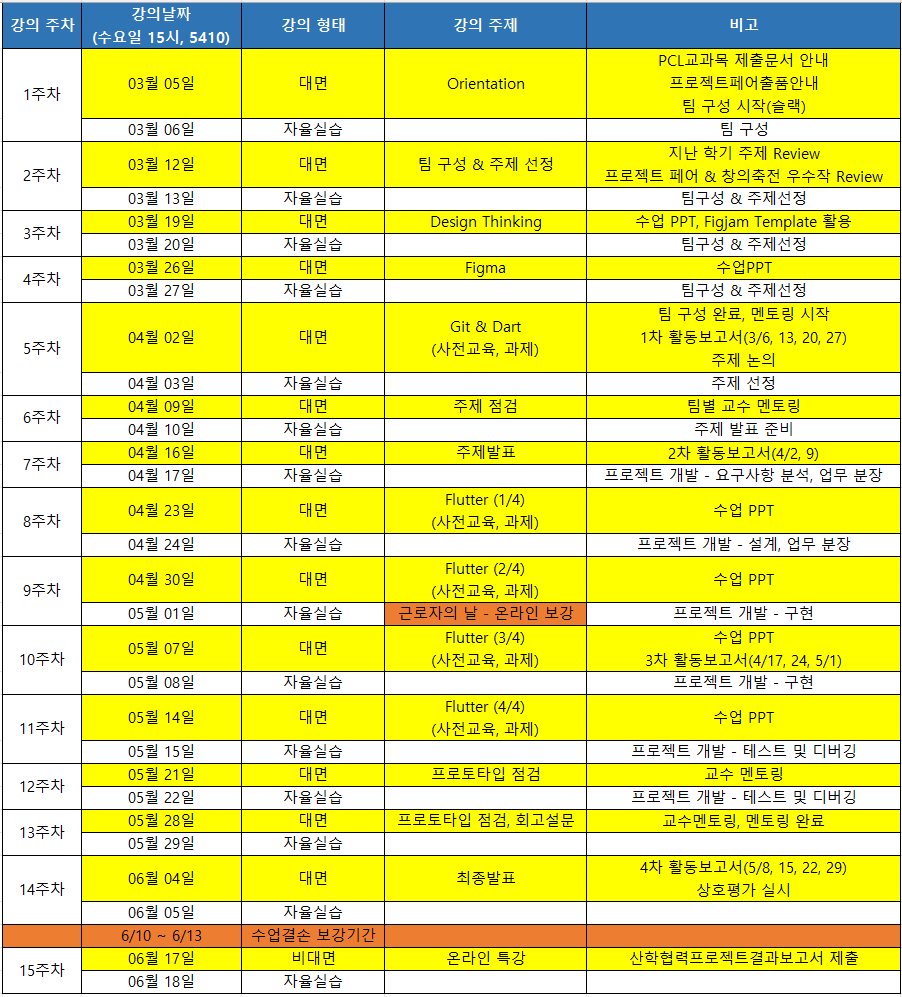 강의 주차
강의날짜
(수요일 15시, 5410)
강의 형태
강의 주제
비고
1주차
03월 05일
대면
Orientation
PCL교과목 제출문서 안내
프로젝트페어출품안내
팀 구성 시작(슬랙)
03월 06일
자율실습
팀 구성
2주차
03월 12일
대면
팀 구성 & 주제 선정
지난 학기 주제 Review
프로젝트 페어 & 창의축전 우수작 Review
03월 13일
자율실습
팀구성 & 주제선정
3주차
03월 19일
대면
Design Thinking
수업 PPT, Figjam Template 활용
03월 20일
자율실습
팀구성 & 주제선정
4주차
03월 26일
대면
Figma
수업PPT
03월 27일
자율실습
팀구성 & 주제선정
5주차
04월 02일
대면
Git & Dart
(사전교육, 과제)
팀 구성 완료, 멘토링 시작
1차 활동보고서(3/6, 13, 20, 27)
주제 논의
04월 03일
자율실습
주제 선정
6주차
04월 09일
대면
주제 점검
팀별 교수 멘토링
04월 10일
자율실습
주제 발표 준비
7주차
04월 16일
대면
주제발표
2차 활동보고서(4/2, 9)
04월 17일
자율실습
프로젝트 개발 - 요구사항 분석, 업무 분장
8주차
04월 23일
대면
Flutter (1/4)
(사전교육, 과제)
수업 PPT
04월 24일
자율실습
프로젝트 개발 - 설계, 업무 분장
9주차
04월 30일
대면
Flutter (2/4)
(사전교육, 과제)
수업 PPT
05월 01일
자율실습
근로자의 날 - 온라인 보강
프로젝트 개발 - 구현
10주차
05월 07일
대면
Flutter (3/4)
(사전교육, 과제)
수업 PPT
3차 활동보고서(4/17, 24, 5/1)
05월 08일
자율실습
프로젝트 개발 - 구현
11주차
05월 14일
대면
Flutter (4/4)
(사전교육, 과제)
수업 PPT
05월 15일
자율실습
프로젝트 개발 - 테스트 및 디버깅
12주차
05월 21일
대면
프로토타입 점검
교수 멘토링
05월 22일
자율실습
프로젝트 개발 - 테스트 및 디버깅
13주차
05월 28일
대면
프로토타입 점검, 회고설문
교수멘토링, 멘토링 완료
05월 29일
자율실습
14주차
06월 04일
대면
최종발표
4차 활동보고서(5/8, 15, 22, 29)
상호평가 실시
06월 05일
자율실습
6/10 ~ 6/13
수업결손 보강기간
15주차
06월 17일
비대면
온라인 특강
산학협력프로젝트결과보고서 제출
06월 18일
자율실습